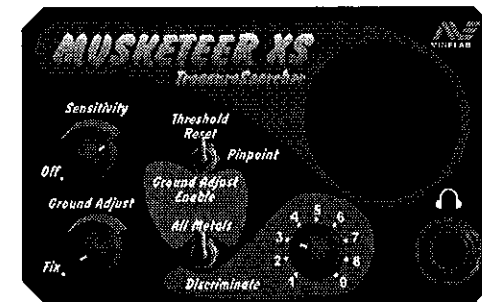 MUSKETEER XS
TreasureSearcher
MINELAB
Sensitivity
Off
Threshold
Reset
Pinpoint
Ground Adjust
Enable
Ground Adjust
Fix
All Metals
Discriminate
1 2 3 4 5 6 7 8 9